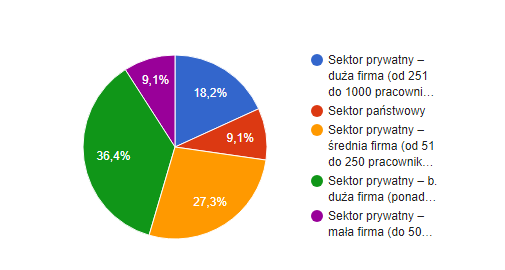 18,2%
9,1%
27,3%
36,4%
9,1%
Sektor prywatny –
duża firma (od 251
do 1000 pracowni…
Sektor państwowy
Sektor prywatny –
średnia firma (od 51
do 250 pracownik…
Sektor prywatny – b.
duża firma (ponad…
Sektor prywatny –
mała firma (do 50…